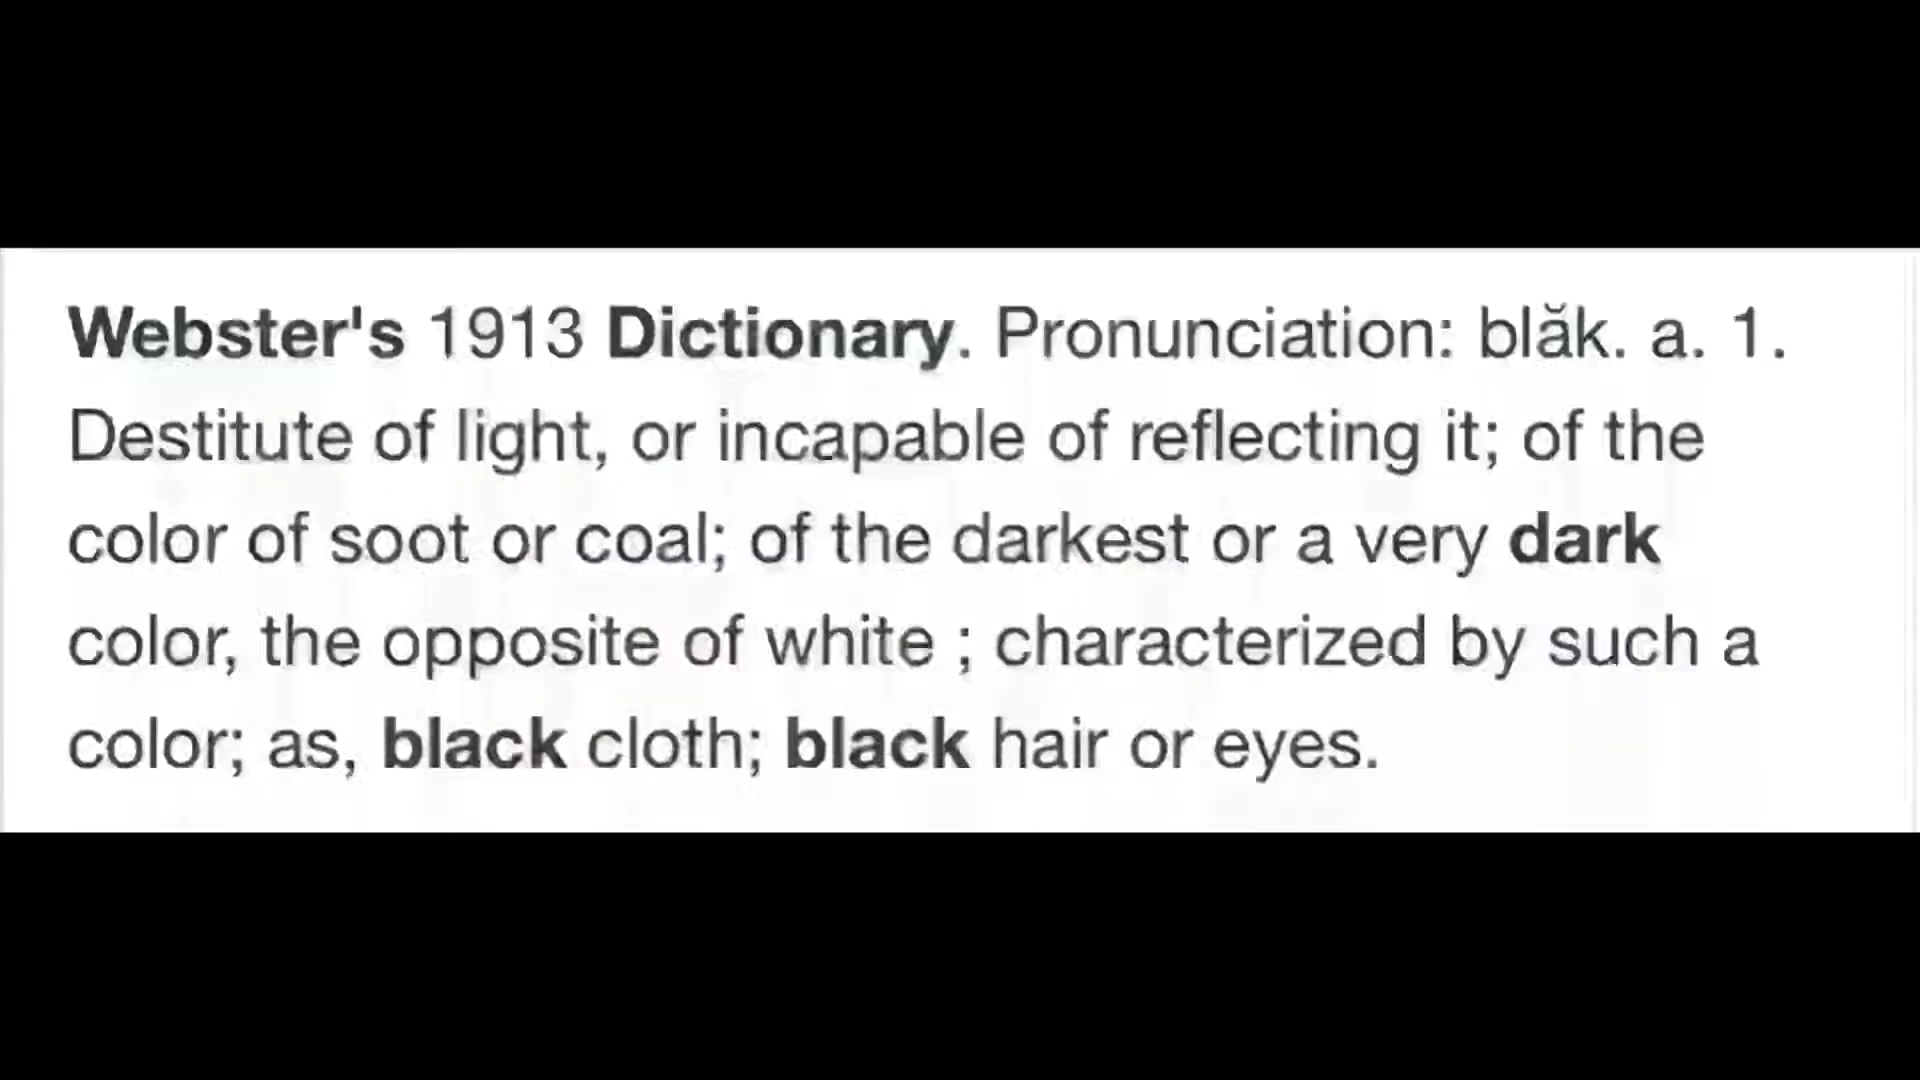 Webster's 1913 Dictionary. Pronunciation: blăk. a. 1.
Destitute of light, or incapable of reflecting it; of the
color of soot or coal; of the darkest or a very dark
color, the opposite of white ; characterized by such a
color; as, black cloth; black hair or eyes.